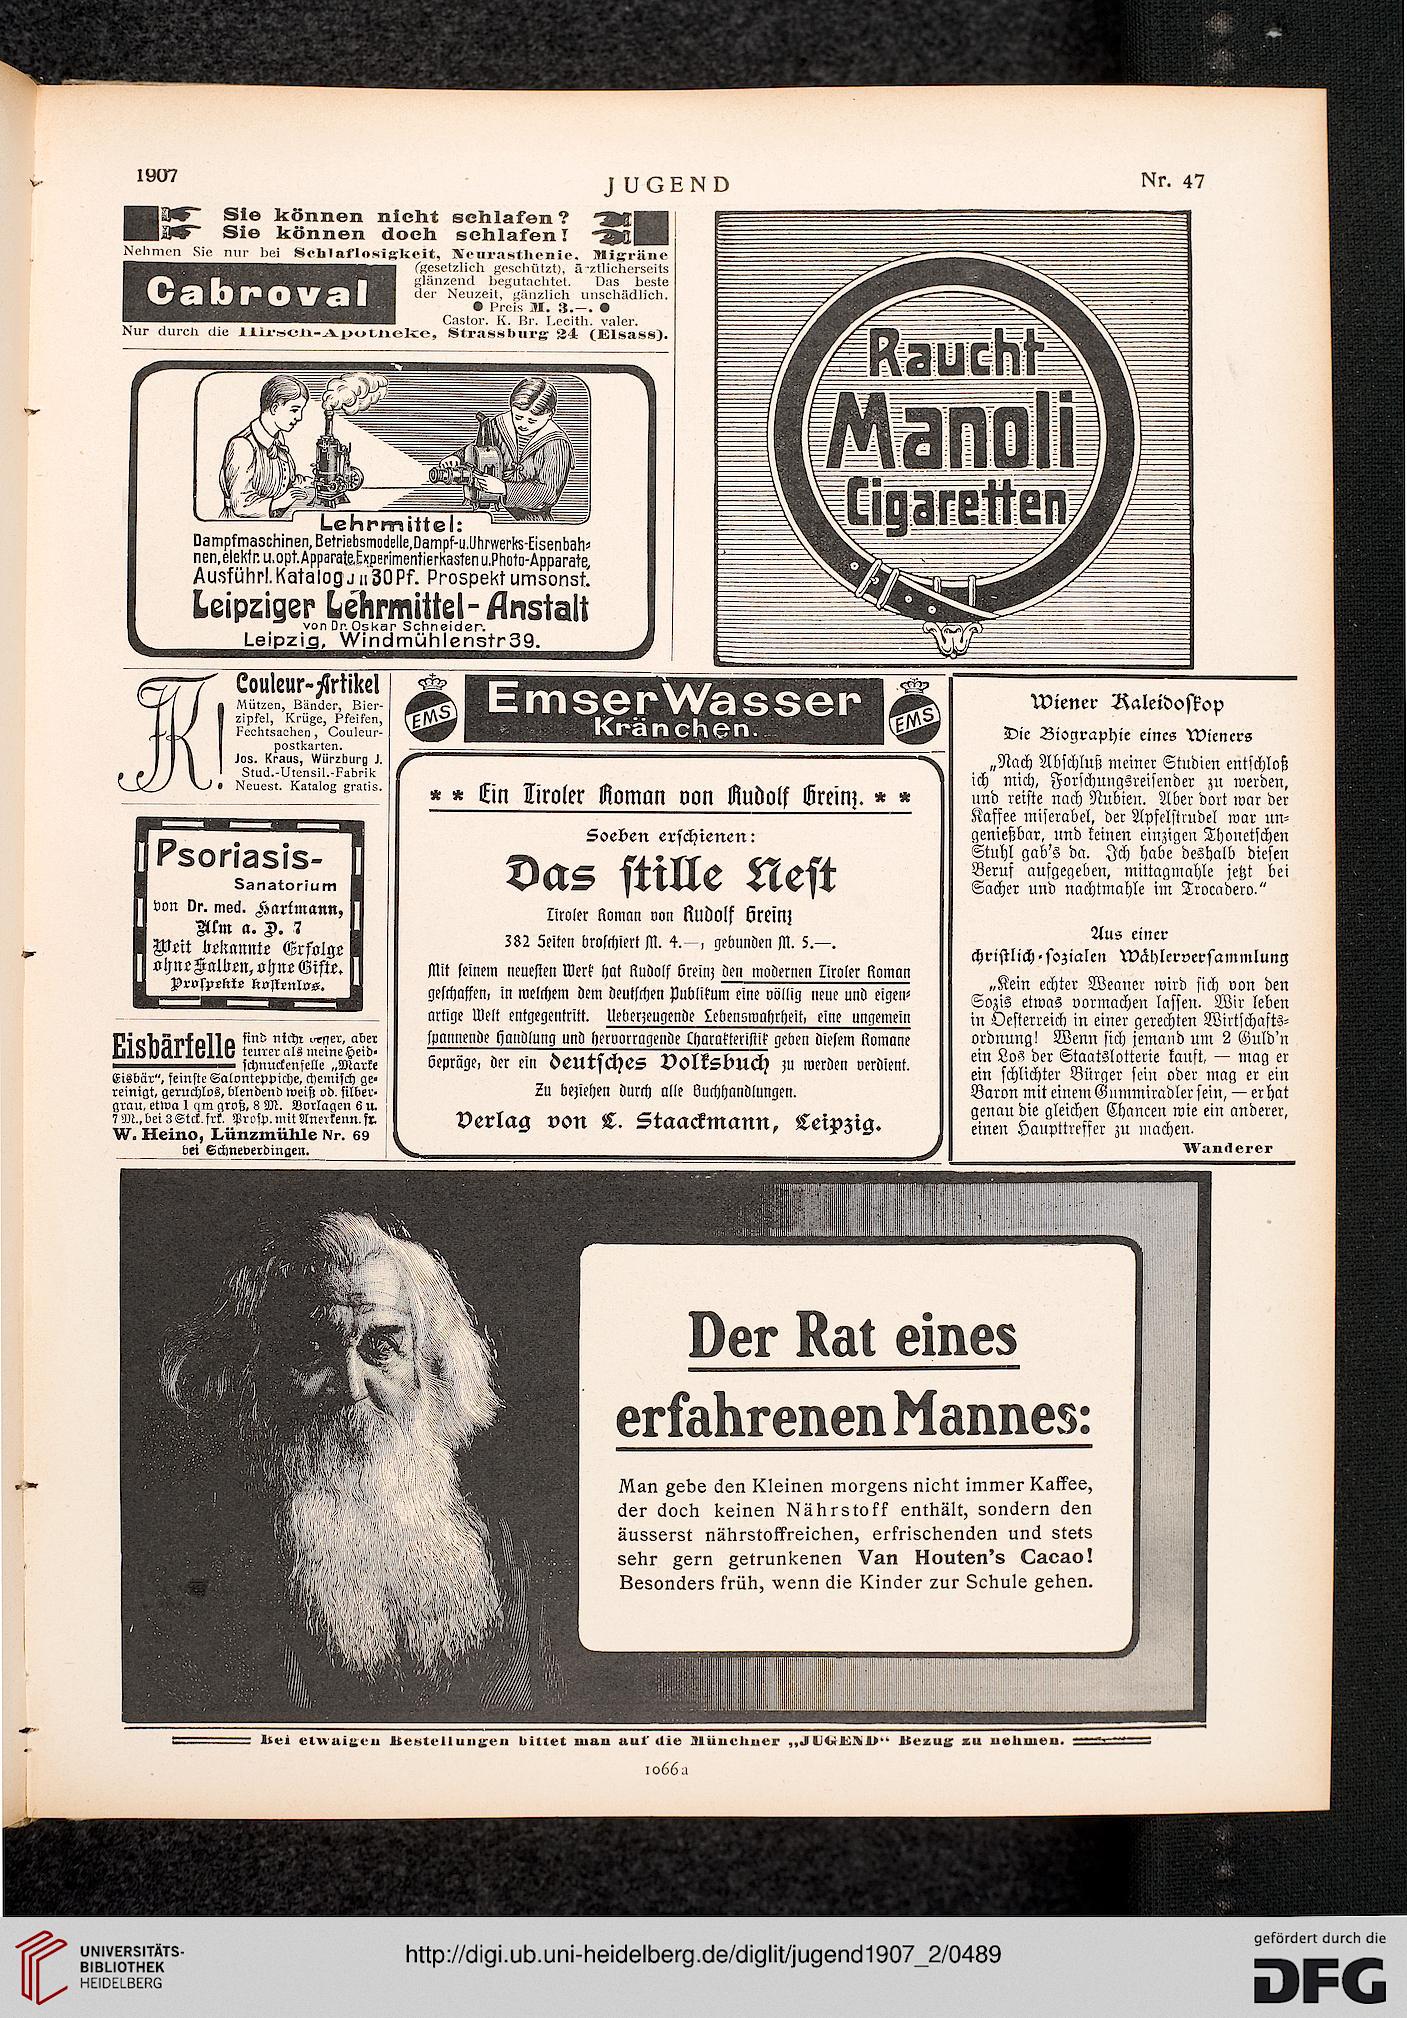 1907
JUGEND
Nr. 47
Sie können nicht schlafen?
Sie können doch schlafen!
Nehmen Sie nur bei Schlaflosigkeit, Neurasthenie, Migräne
Cabroval
(gesetzlich geschützt), ä ztlicherseits
glänzend begutachtet. Das beste
der Neuzeit, gänzlich unschädlich.
● Preis M. 3.—. ●
Castor. K. Br. Lecith. valer.
Nur durch die Hirsch-Apotheke, Strassburg 24 (Elsass).
Lehrmittel:
Dampfmaschinen, Betriebsmodelle, Dampf-u. Uhrwerks-Eisenbah=
nen, elektr. u. opt. Apparate, Experimentierkasten u. Photo-Apparate,
Ausführl. Katalog J II 30 Pf. Prospekt umsonst.
Leipziger Lehrmittel-Anstalt
von Dr. Oskar Schneider.
Leipzig, Windmühlenstr 39.
Raucht
Manoli
Cigaretten
K!
Couleur-Artikel
Mützen, Bänder, Bier-
zipfel, Krüge, Pfeifen,
Fechtsachen, Couleur-
postkarten.
Jos. Kraus, Würzburg J.
Stud.-Utensil.-Fabrik
Neuest. Katalog gratis.
Psoriasis-
Sanatorium
von Dr. med. Hartmann,
Ulm a. D. 7
Weit bekannte Erfolge
ohne Salben, ohne Gifte.
Prospekte kostenlos.
Eisbärfelle sind nicht besser, aber
teurer als meine Heid-
schnuckenfelle „Marke
Eisbär“, feinste Salonteppiche, chemisch ge-
reinigt, geruchlos, blendend weiß od. silber-
grau, etwa 1 qm groß, 8 M. Vorlagen 6 u.
7 M., bei 3 Stck. frk. Prosp. mit Anerkenn. fr.
W. Heino, Lünzmühle Nr. 69
bei Schneverdingen.
EMS
Emser Wasser
Kränchen.
EMS
* * Ein Tiroler Roman von Rudolf Greinz. * *
Soeben erschienen:
Das stille Nest
Tiroler Roman von Rudolf Greinz
382 Seiten broschiert M. 4.—, gebunden M. 5.—.
Mit seinem neuesten Werk hat Rudolf Greinz den modernen Tiroler Roman
geschaffen, in welchem dem deutschen Publikum eine völlig neue und eigen=
artige Welt entgegentritt. Ueberzeugende Lebenswahrheit, eine ungemein
spannende Handlung und hervorragende Charakteristik geben diesem Romane
Gepräge, der ein deutsches Volksbuch zu werden verdient.
Zu beziehen durch alle Buchhandlungen.
Verlag von L. Staackmann, Leipzig.
Wiener Kaleidoskop
Die Biographie eines Wieners
„Nach Abschluß meiner Studien entschloß
ich mich, Forschungsreisender zu werden,
und reiste nach Nubien. Aber dort war der
Kaffee miserabel, der Apfelstrudel war un=
genießbar, und keinen einzigen Thonetschen
Stuhl gab's da. Ich habe deshalb diesen
Beruf aufgegeben, mittagmahle jetzt bei
Sacher und nachtmahle im Trocadero.“
Aus einer
christlich-sozialen Wählerversammlung
„Kein echter Weaner wird sich von den
Sozis etwas vormachen lassen. Wir leben
in Oesterreich in einer gerechten Wirtschafts=
ordnung! Wenn sich jemand um 2 Guld'n
ein Los der Staatslotterie kauft, — mag er
ein schlichter Bürger sein oder mag er ein
Baron mit einem Gummiradler sein, — er hat
genau die gleichen Chancen wie ein anderer,
einen Haupttreffer zu machen.
Wanderer
Der Rat eines
erfahrenen Mannes:
Man gebe den Kleinen morgens nicht immer Kaffee,
der doch keinen Nährstoff enthält, sondern den
äusserst nährstoffreichen, erfrischenden und stets
sehr gern getrunkenen Van Houten's Cacao!
Besonders früh, wenn die Kinder zur Schule gehen.
Bei etwaigen Bestellungen bittet man auf die Münchner „JUGEND“ Bezug zu nehmen.
1066a
UNIVERSITÄTS-
BIBLIOTHEK
HEIDELBERG
http://digi.ub.uni-heidelberg.de/diglit/jugend1907_2/0489
gefördert durch die
DFG